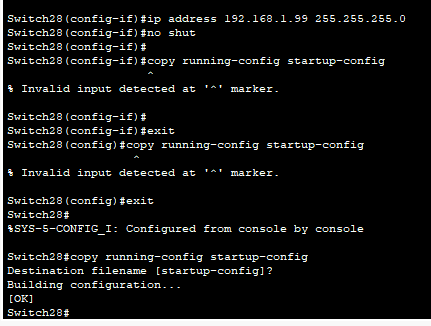 Switch28(config-if)#ip address 192.168.1.99 255.255.255.0
Switch28(config-if)#no shut
Switch28(config-if)#
Switch28(config-if)#copy running-config startup-config
                     ^
% Invalid input detected at '^' marker.

Switch28(config-if)#
Switch28(config-if)#exit
Switch28(config)#copy running-config startup-config
                   ^
% Invalid input detected at '^' marker.

Switch28(config)#exit
Switch28#
%SYS-5-CONFIG_I: Configured from console by console

Switch28#copy running-config startup-config
Destination filename [startup-config]?
Building configuration...
[OK]
Switch28#